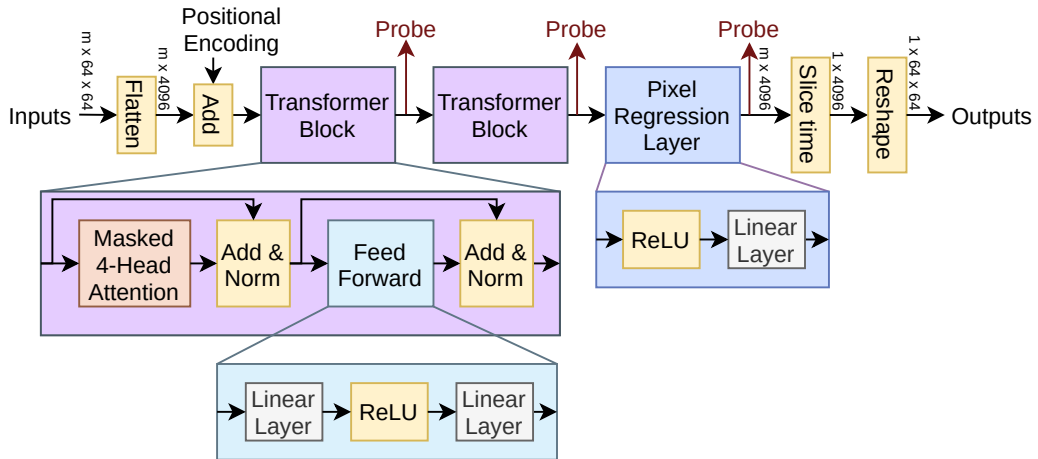 Positional
Encoding
Probe
Probe
Probe
Inputs
m x 64 x 64
Flatten
m x 4096
Add
Transformer
Block
Transformer
Block
Pixel
Regression
Layer
m x 4096
Slice time
1 x 4096
Reshape
1 x 64 x 64
Outputs
Masked
4-Head
Attention
Add &
Norm
Feed
Forward
Add &
Norm
ReLU
Linear
Layer
Linear
Layer
ReLU
Linear
Layer